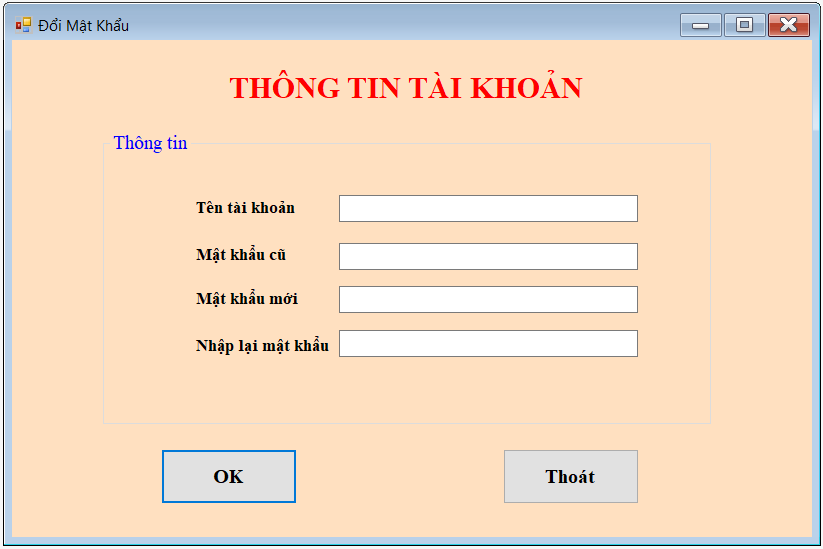 Đổi Mật Khẩu
THÔNG TIN TÀI KHOẢN
Thông tin
Tên tài khoản
Mật khẩu cũ
Mật khẩu mới
Nhập lại mật khẩu
OK
Thoát